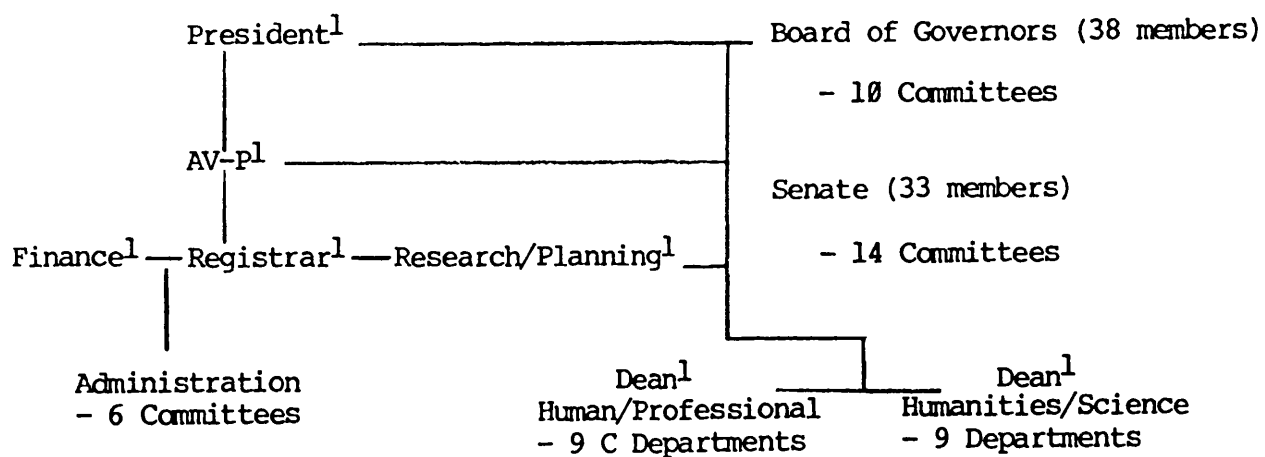 President¹ Board of Governors (38 members)
- 10 Committees
AV-P¹
Senate (33 members)
Finance¹ Registrar¹ Research/Planning¹ - 14 Committees
Administration
- 6 Committees
Dean¹
Human/Professional
- 9 C Departments
Dean¹
Humanities/Science
- 9 Departments